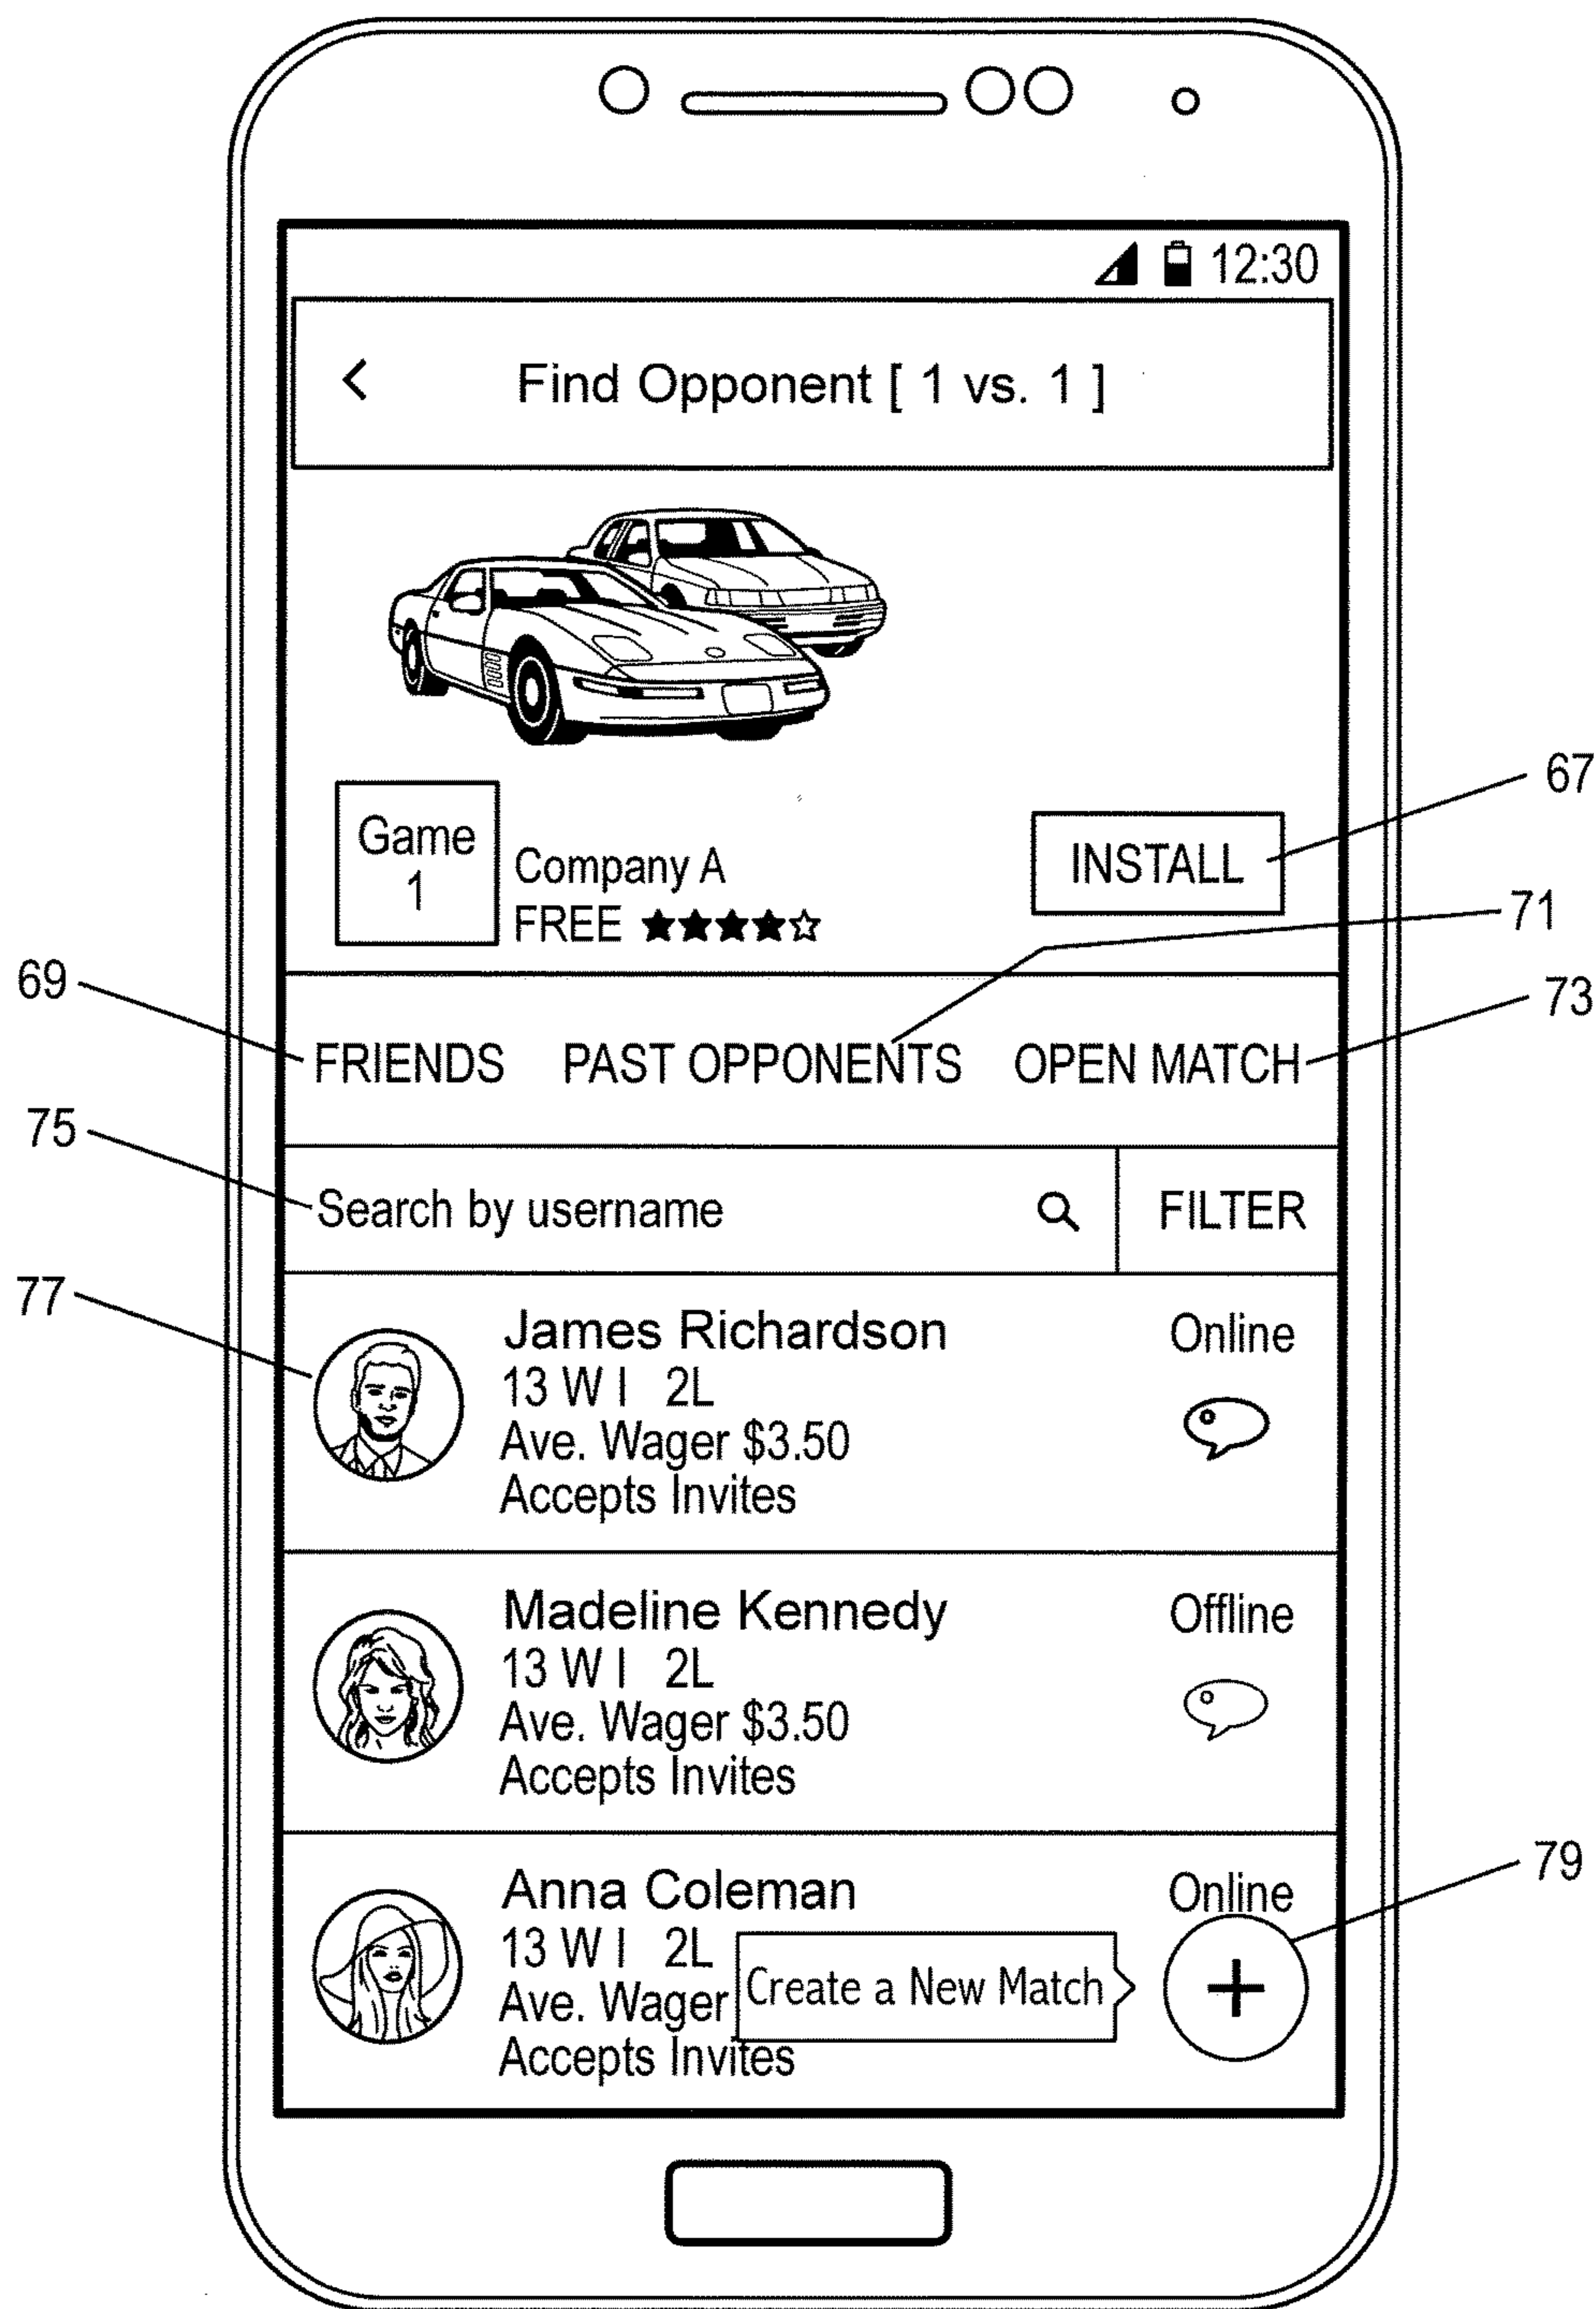 12:30
< Find Opponent [ 1 vs. 1 ]
67
Game
1
Company A
FREE ★★★★☆
INSTALL
71
69
73
FRIENDS PAST OPPONENTS OPEN MATCH
75
Search by username FILTER
77
James Richardson Online
13 W I 2L
Ave. Wager $3.50
Accepts Invites
Madeline Kennedy Offline
13 W I 2L
Ave. Wager $3.50
Accepts Invites
79
Anna Coleman Online
13 W I 2L
Ave. Wager
Create a New Match
+
Accepts Invites